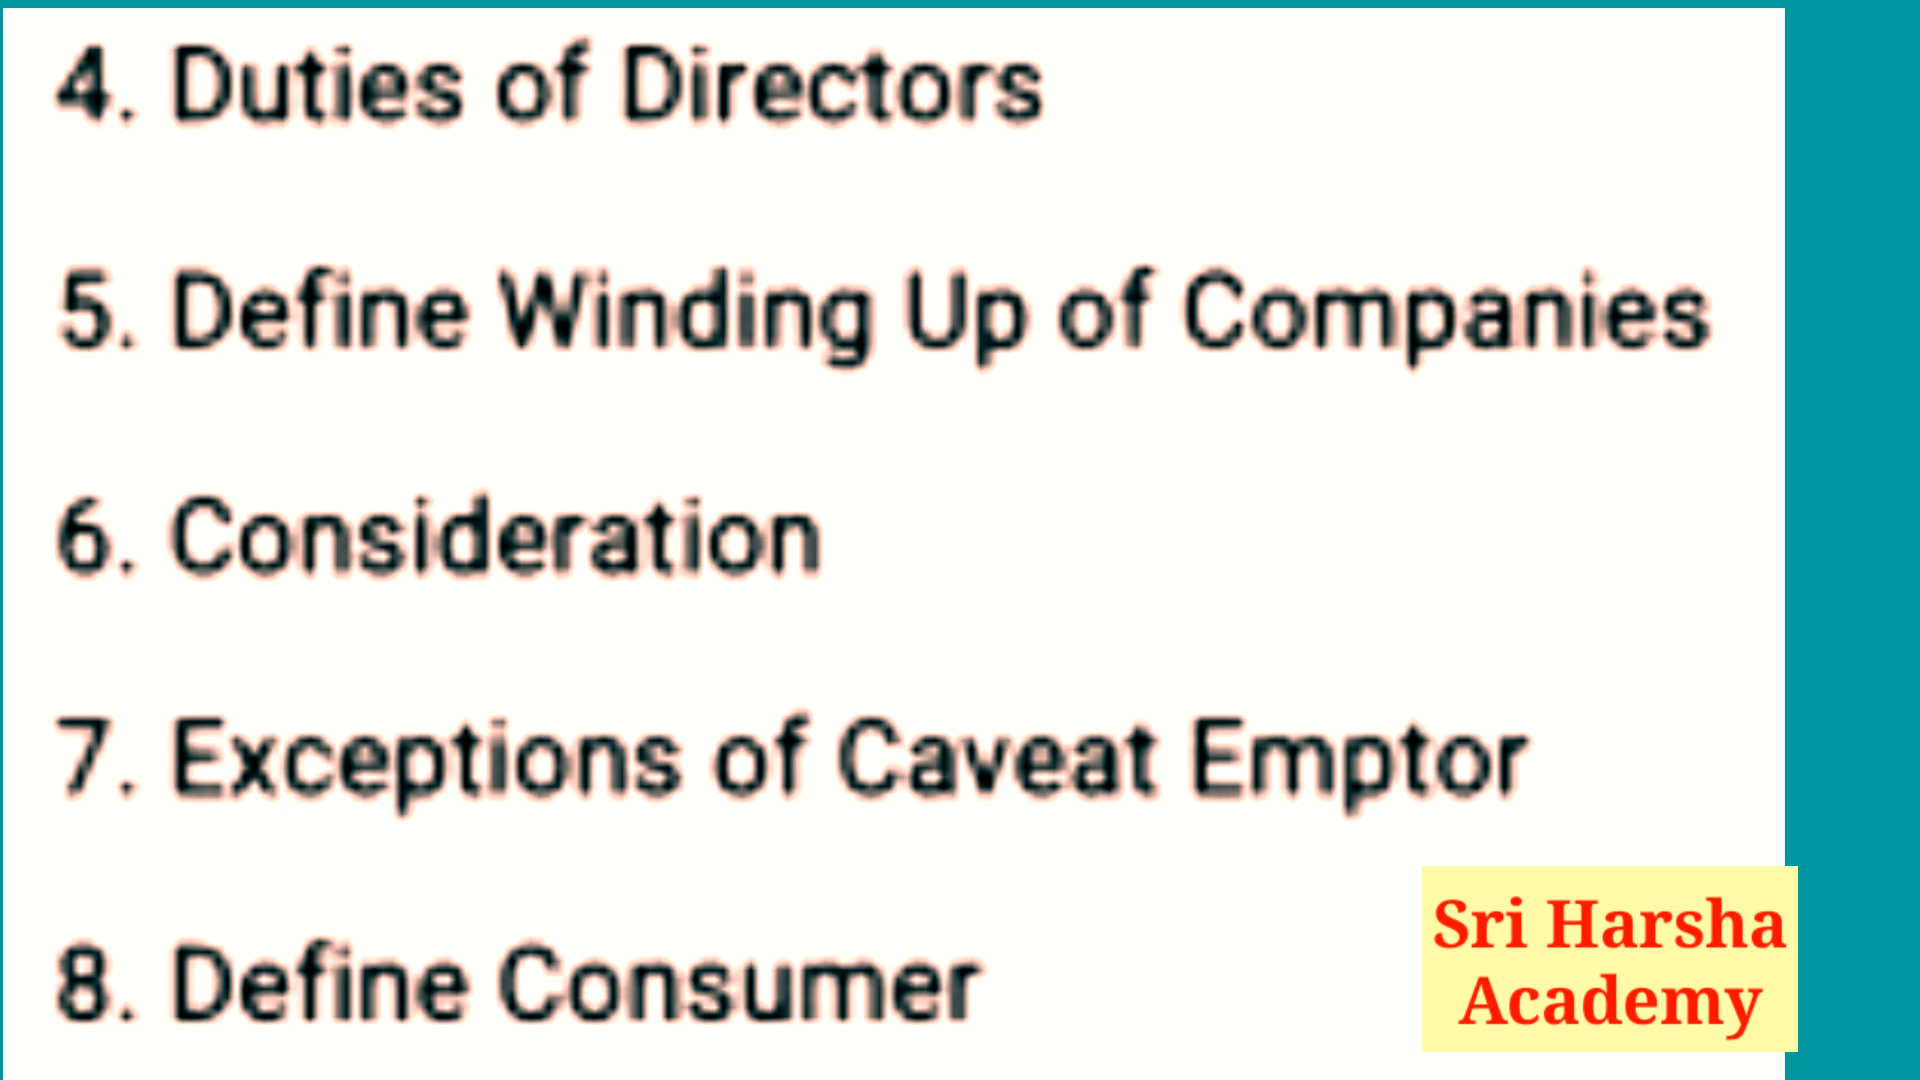 4. Duties of Directors
5. Define Winding Up of Companies
6. Consideration
7. Exceptions of Caveat Emptor
8. Define Consumer
Sri Harsha
Academy